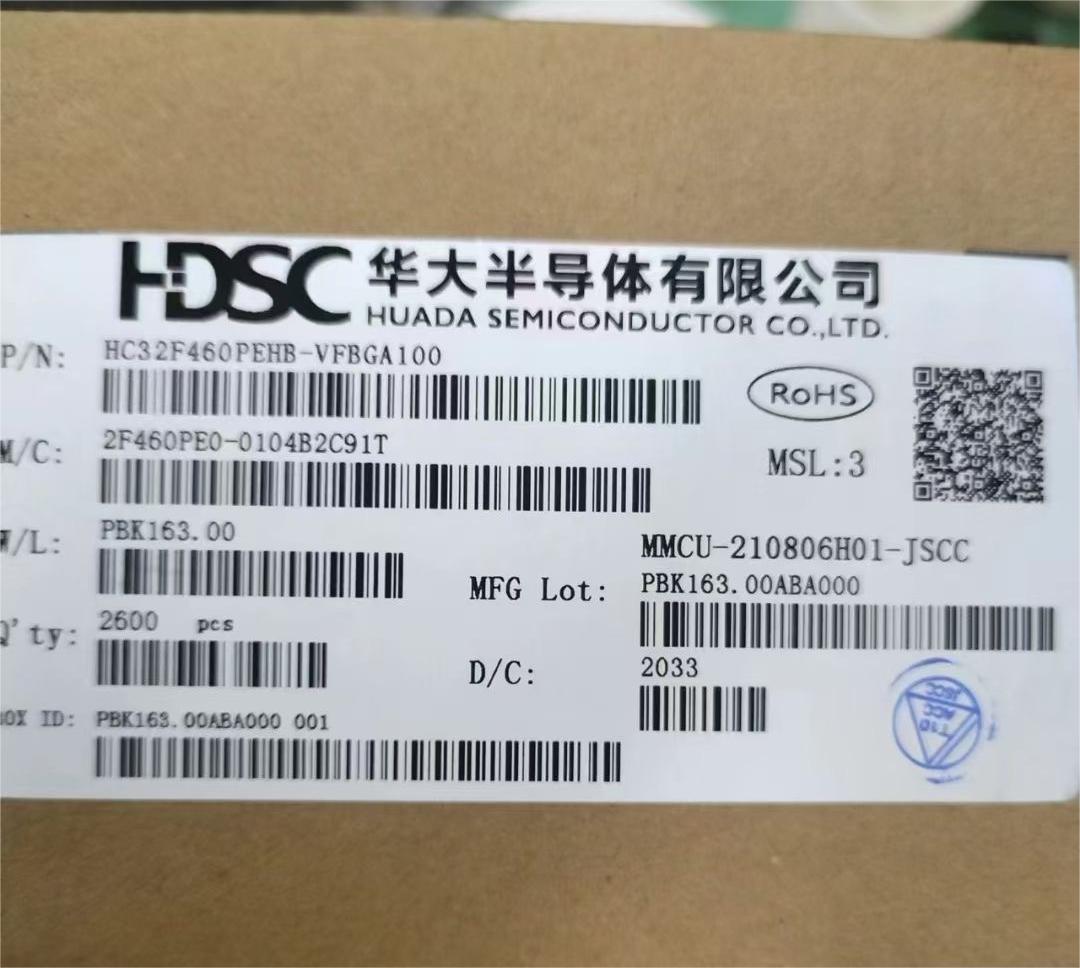 HDSC 华大半导体有限公司
HUADA SEMICONDUCTOR CO.,LTD.
P/N: HC32F460PEHB-VFBGA100
RoHS
M/C: 2F460PE0-0104B2C91T
MSL:3
W/L: PBK163.00
MMCU-210806H01-JSCC
MFG Lot: PBK163.00ABA000
Q'ty: 2600 pcs
D/C: 2033
BOX ID: PBK163.00ABA000 001
JSCC
ACC